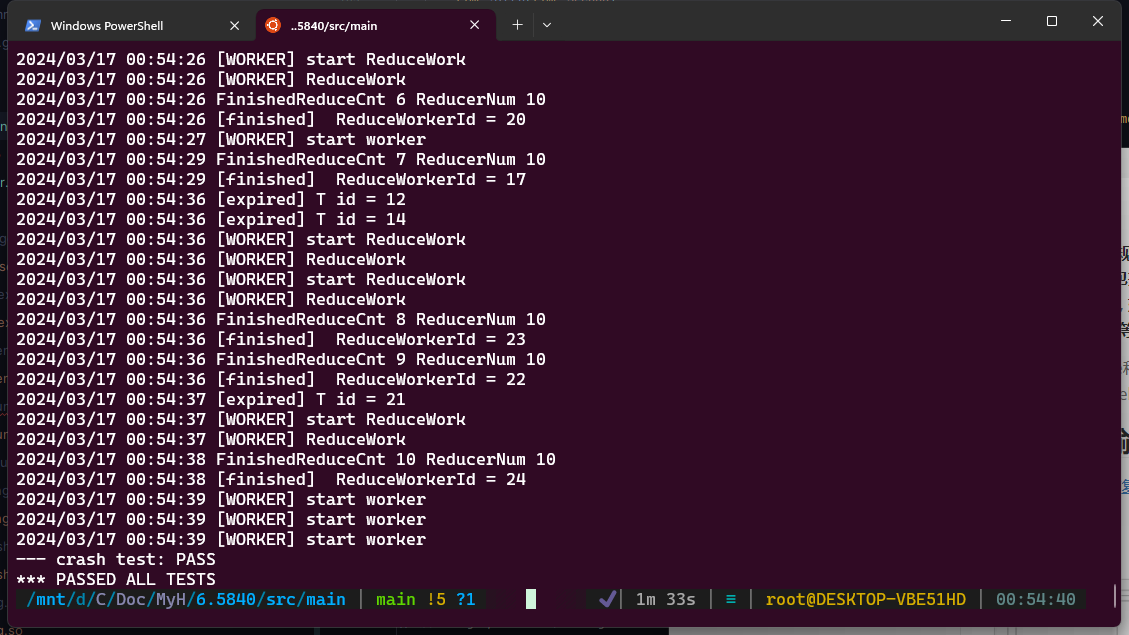 Windows PowerShell
..5840/src/main
2024/03/17 00:54:26 [WORKER] start ReduceWork
2024/03/17 00:54:26 [WORKER] ReduceWork
2024/03/17 00:54:26 FinishedReduceCnt 6 ReducerNum 10
2024/03/17 00:54:26 [finished]  ReduceWorkerId = 20
2024/03/17 00:54:27 [WORKER] start worker
2024/03/17 00:54:29 FinishedReduceCnt 7 ReducerNum 10
2024/03/17 00:54:29 [finished]  ReduceWorkerId = 17
2024/03/17 00:54:36 [expired] T id = 12
2024/03/17 00:54:36 [expired] T id = 14
2024/03/17 00:54:36 [WORKER] start ReduceWork
2024/03/17 00:54:36 [WORKER] ReduceWork
2024/03/17 00:54:36 [WORKER] start ReduceWork
2024/03/17 00:54:36 [WORKER] ReduceWork
2024/03/17 00:54:36 FinishedReduceCnt 8 ReducerNum 10
2024/03/17 00:54:36 [finished]  ReduceWorkerId = 23
2024/03/17 00:54:36 FinishedReduceCnt 9 ReducerNum 10
2024/03/17 00:54:36 [finished]  ReduceWorkerId = 22
2024/03/17 00:54:37 [expired] T id = 21
2024/03/17 00:54:37 [WORKER] start ReduceWork
2024/03/17 00:54:37 [WORKER] ReduceWork
2024/03/17 00:54:38 FinishedReduceCnt 10 ReducerNum 10
2024/03/17 00:54:38 [finished]  ReduceWorkerId = 24
2024/03/17 00:54:39 [WORKER] start worker
2024/03/17 00:54:39 [WORKER] start worker
2024/03/17 00:54:39 [WORKER] start worker
--- crash test: PASS
*** PASSED ALL TESTS
/mnt/d/C/Doc/MyH/6.5840/src/main | main !5 ?1 ✓| 1m 33s | ≡ | root@DESKTOP-VBE51HD | 00:54:40